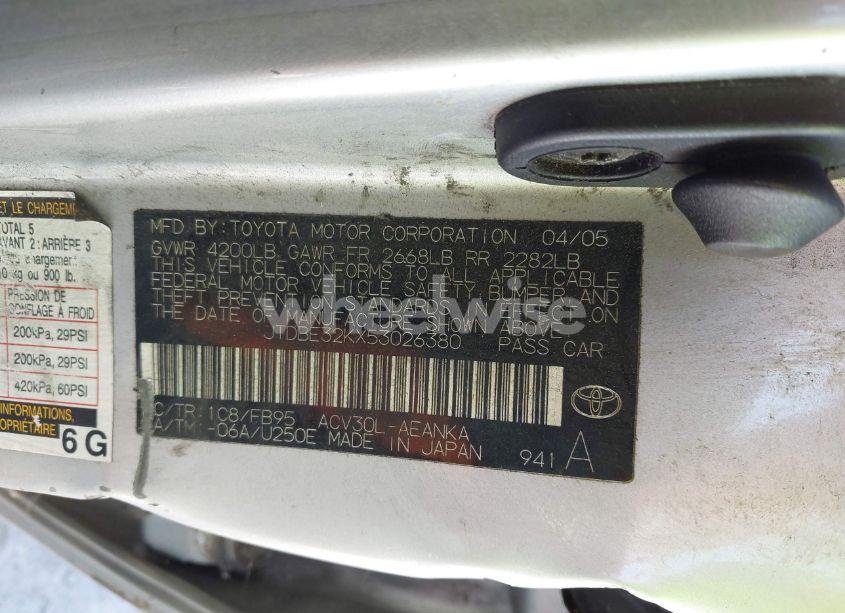 ET LE CHARGEM
TOTAL 5
AVANT 2: ARRIÈRE 3
chargement
kg ou 900 lb.
PRESSION DE
GONFLAGE À FROID
200kPa, 29PSI
200kPa, 29PSI
420kPa, 60PSI
INFORMATIONS,
PROPRIÉTAIRE
6 G
MFD BY: TOYOTA MOTOR CORPORATION 04/05
GVWR 4200LB GAWR FR 2668LB RR 2282LB
THIS VEHICLE CONFORMS TO ALL APPLICABLE
FEDERAL MOTOR VEHICLE SAFETY, BUMPER, AND
THEFT PREVENTION STANDARDS IN EFFECT ON
THE DATE OF MANUFACTURE SHOWN ABOVE.
JTDBE32KX53026380 PASS CAR
C/TR: 1C8/FB95 ACV30L-AEANKA
A/TM: -06A/U250E MADE IN JAPAN
941 A
wheelwise